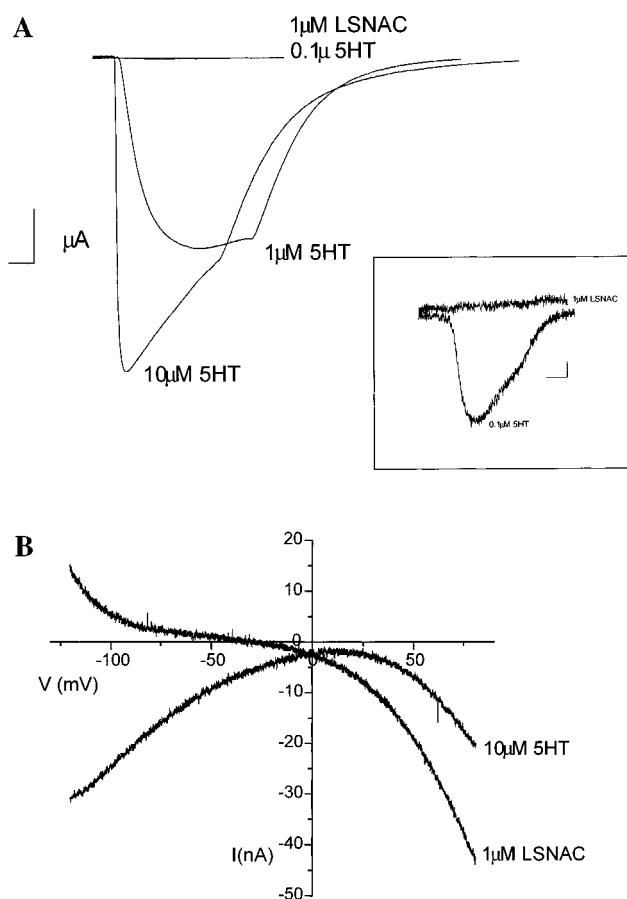 A
1μM LSNAC
0.1μ 5HT
μA
1μM 5HT
10μM 5HT
1μM LSNAC
0.1μM 5HT
B
20
10
0
-100
-50
0
50
V (mV)
-10
-20
10μM 5HT
-30
-40
I(nA)
1μM LSNAC
-50